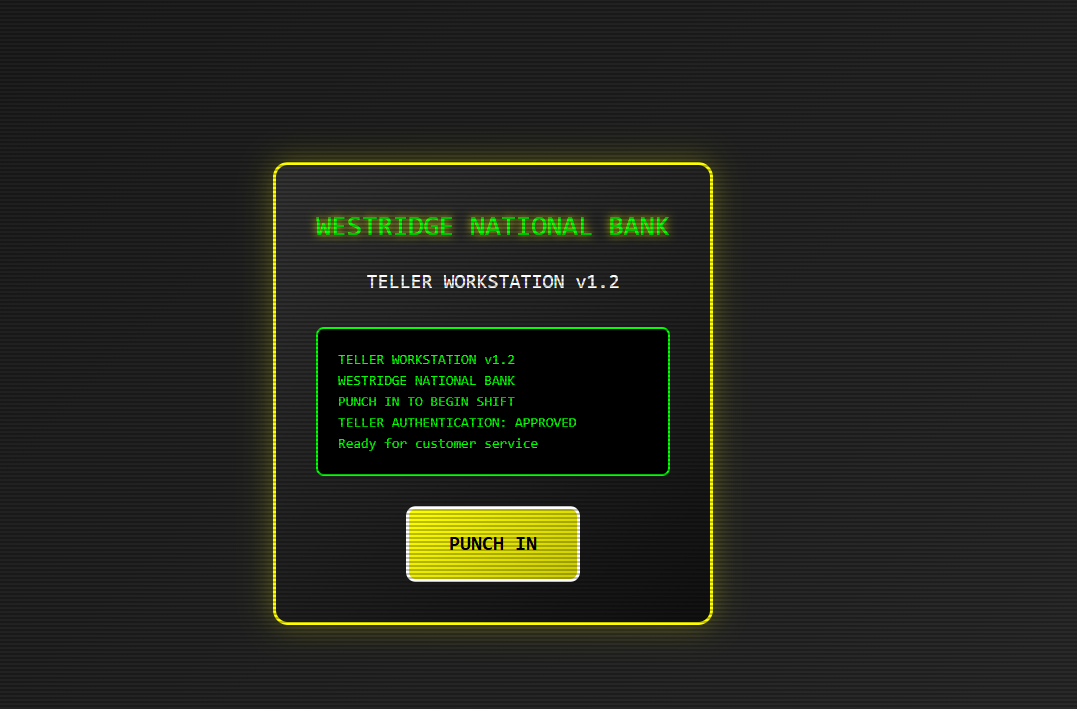 WESTRIDGE NATIONAL BANK
TELLER WORKSTATION v1.2
TELLER WORKSTATION v1.2
WESTRIDGE NATIONAL BANK
PUNCH IN TO BEGIN SHIFT
TELLER AUTHENTICATION: APPROVED
Ready for customer service
PUNCH IN